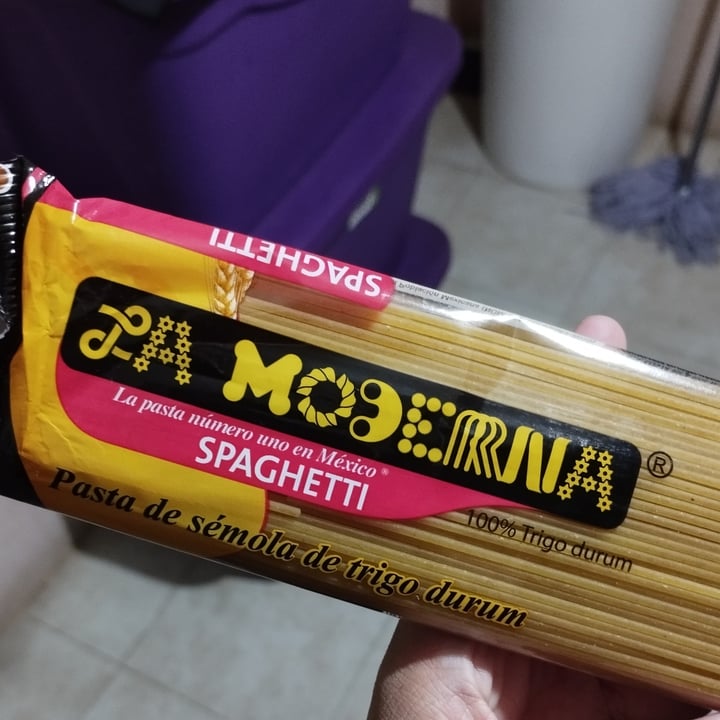 SPAGHETTI
LA MODERNA ®
La pasta número uno en México ®
SPAGHETTI
100% Trigo durum
Pasta de sémola de trigo durum